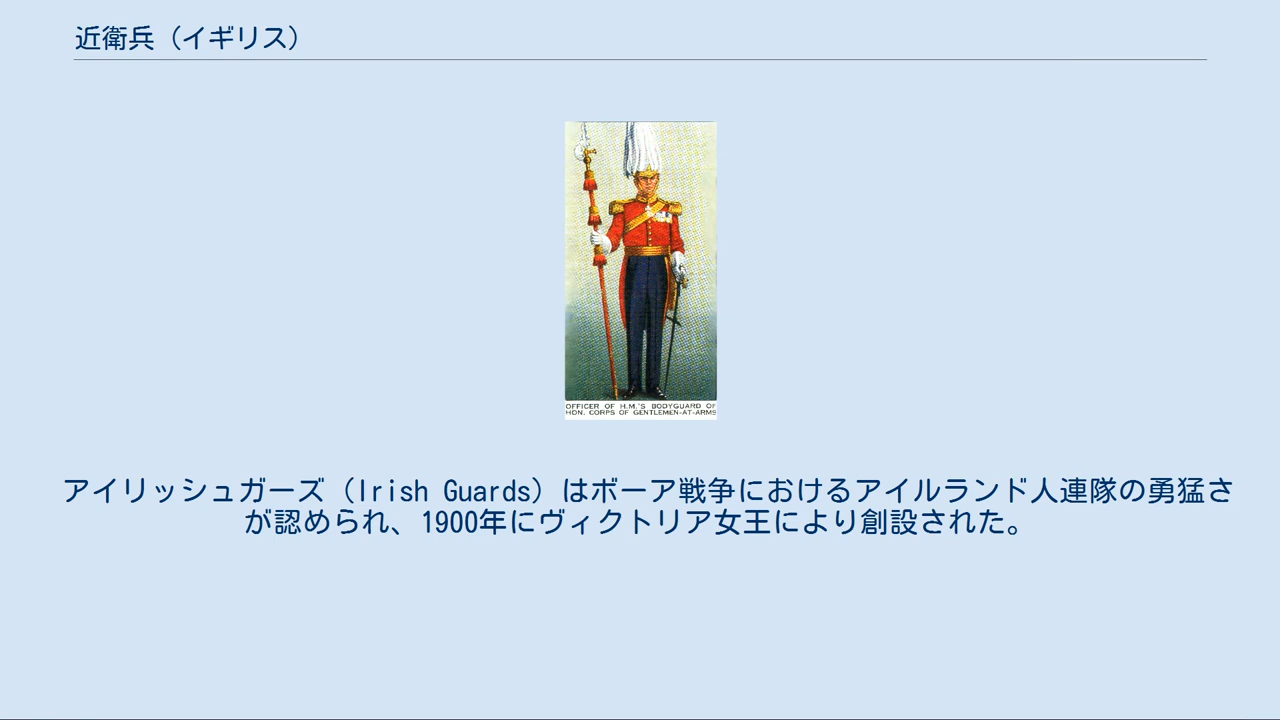 近衛兵（イギリス）
OFFICER OF H.M.'S BODYGUARD OF
HON. CORPS OF GENTLEMEN-AT-ARMS
アイリッシュガーズ（Irish Guards）はボーア戦争におけるアイルランド人連隊の勇猛さ
が認められ、1900年にヴィクトリア女王により創設された。